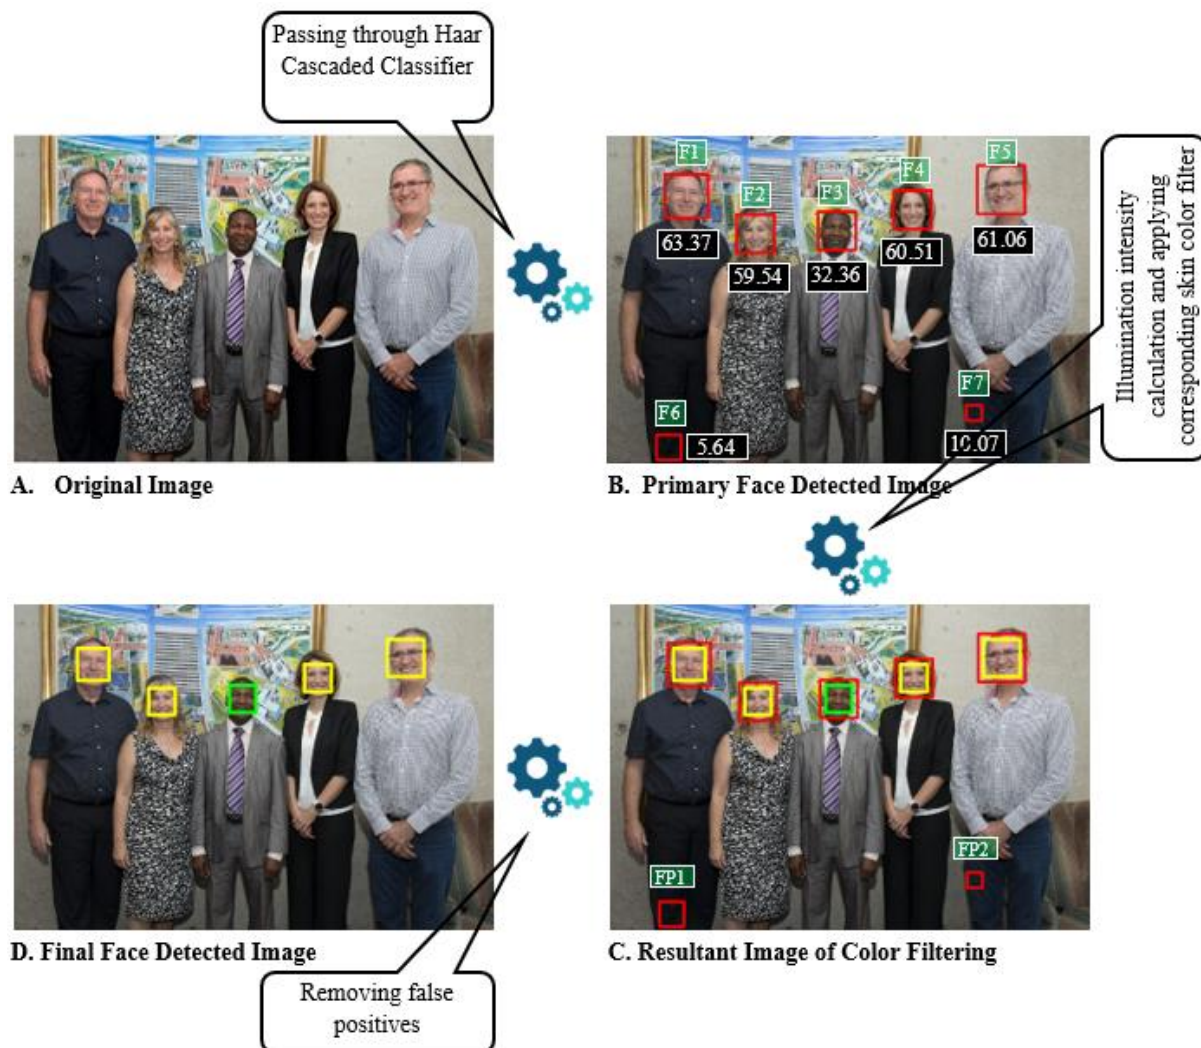 Passing through Haar
Cascaded Classifier
F1
F2
F3
F4
F5
63.37
59.54
32.36
60.51
61.06
F6
5.64
F7
10.07
Illumination intensity
calculation and applying
corresponding skin color filter
A. Original Image
B. Primary Face Detected Image
FP1
FP2
D. Final Face Detected Image
C. Resultant Image of Color Filtering
Removing false
positives